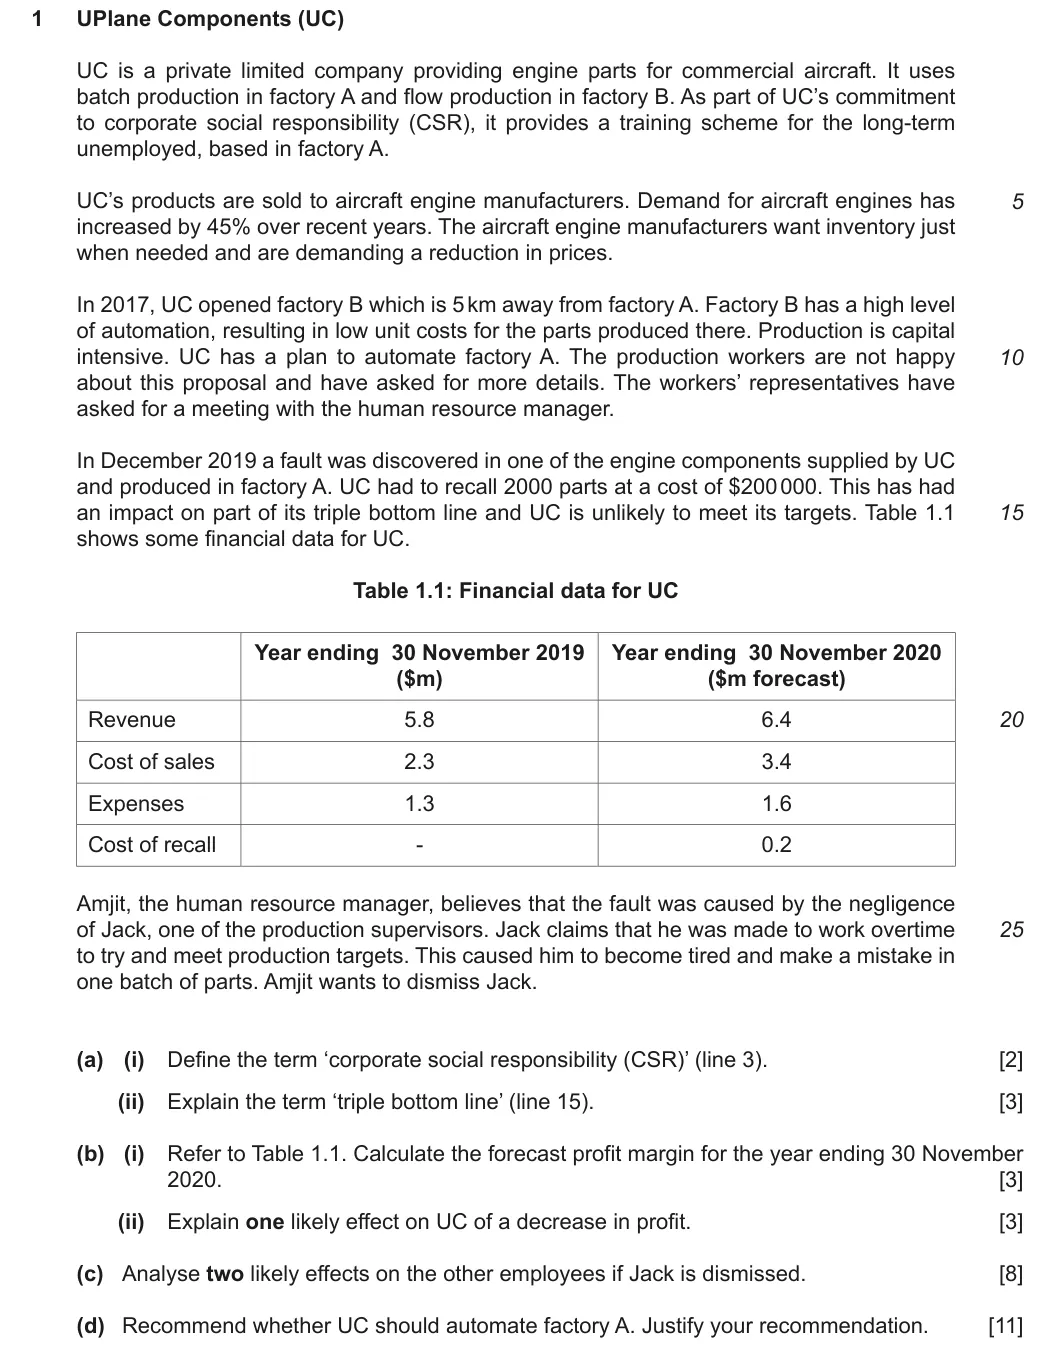 1 UPlane Components (UC)
UC is a private limited company providing engine parts for commercial aircraft. It uses
batch production in factory A and flow production in factory B. As part of UC’s commitment
to corporate social responsibility (CSR), it provides a training scheme for the long-term
unemployed, based in factory A.
UC’s products are sold to aircraft engine manufacturers. Demand for aircraft engines has 5
increased by 45% over recent years. The aircraft engine manufacturers want inventory just
when needed and are demanding a reduction in prices.
In 2017, UC opened factory B which is 5 km away from factory A. Factory B has a high level
of automation, resulting in low unit costs for the parts produced there. Production is capital
intensive. UC has a plan to automate factory A. The production workers are not happy 10
about this proposal and have asked for more details. The workers’ representatives have
asked for a meeting with the human resource manager.
In December 2019 a fault was discovered in one of the engine components supplied by UC
and produced in factory A. UC had to recall 2000 parts at a cost of $200 000. This has had
an impact on part of its triple bottom line and UC is unlikely to meet its targets. Table 1.1 15
shows some financial data for UC.
Table 1.1: Financial data for UC
Year ending 30 November 2019 Year ending 30 November 2020
($m) ($m forecast)
Revenue 5.8 6.4 20
Cost of sales 2.3 3.4
Expenses 1.3 1.6
Cost of recall - 0.2
Amjit, the human resource manager, believes that the fault was caused by the negligence
of Jack, one of the production supervisors. Jack claims that he was made to work overtime 25
to try and meet production targets. This caused him to become tired and make a mistake in
one batch of parts. Amjit wants to dismiss Jack.
(a) (i) Define the term ‘corporate social responsibility (CSR)’ (line 3). [2]
(ii) Explain the term ‘triple bottom line’ (line 15). [3]
(b) (i) Refer to Table 1.1. Calculate the forecast profit margin for the year ending 30 November
2020. [3]
(ii) Explain one likely effect on UC of a decrease in profit. [3]
(c) Analyse two likely effects on the other employees if Jack is dismissed. [8]
(d) Recommend whether UC should automate factory A. Justify your recommendation. [11]